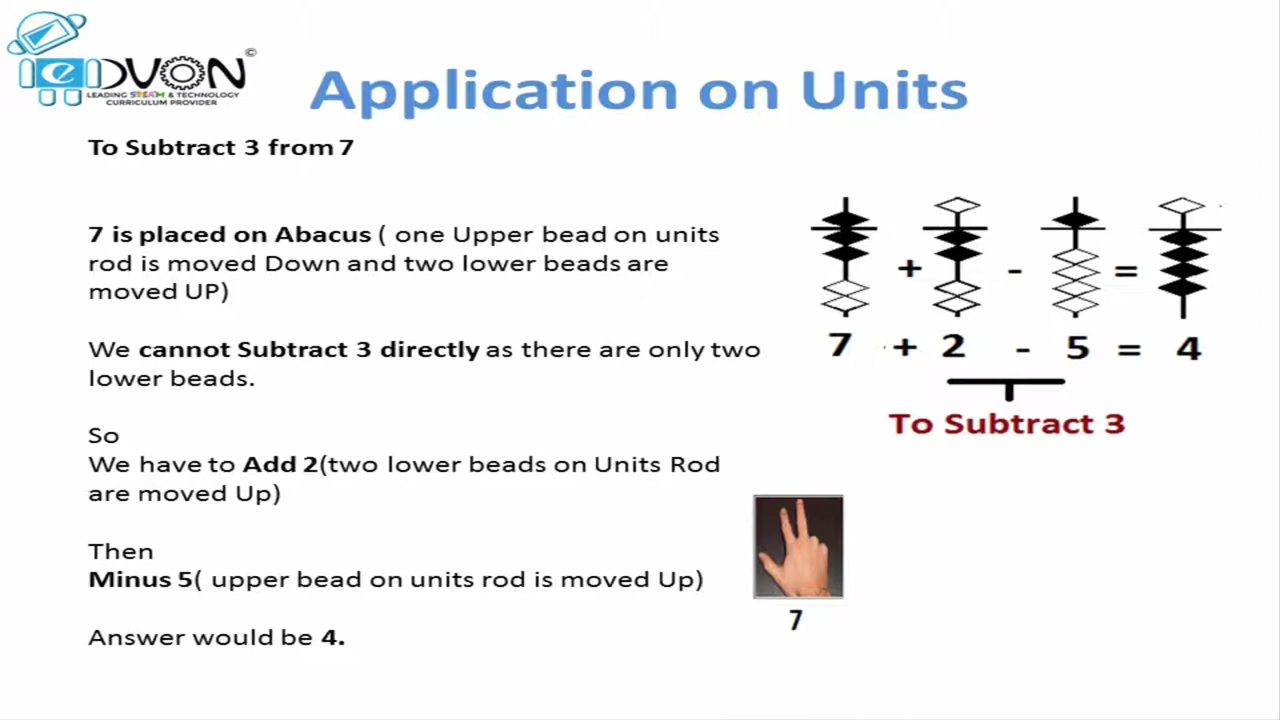 eDVON©
LEADING STEAM & TECHNOLOGY
CURRICULUM PROVIDER
Application on Units
To Subtract 3 from 7
7 is placed on Abacus ( one Upper bead on units
rod is moved Down and two lower beads are
moved UP)
We cannot Subtract 3 directly as there are only two
lower beads.
So
We have to Add 2(two lower beads on Units Rod
are moved Up)
Then
Minus 5( upper bead on units rod is moved Up)
Answer would be 4.
+ - =
7 + 2 - 5 = 4
To Subtract 3
7